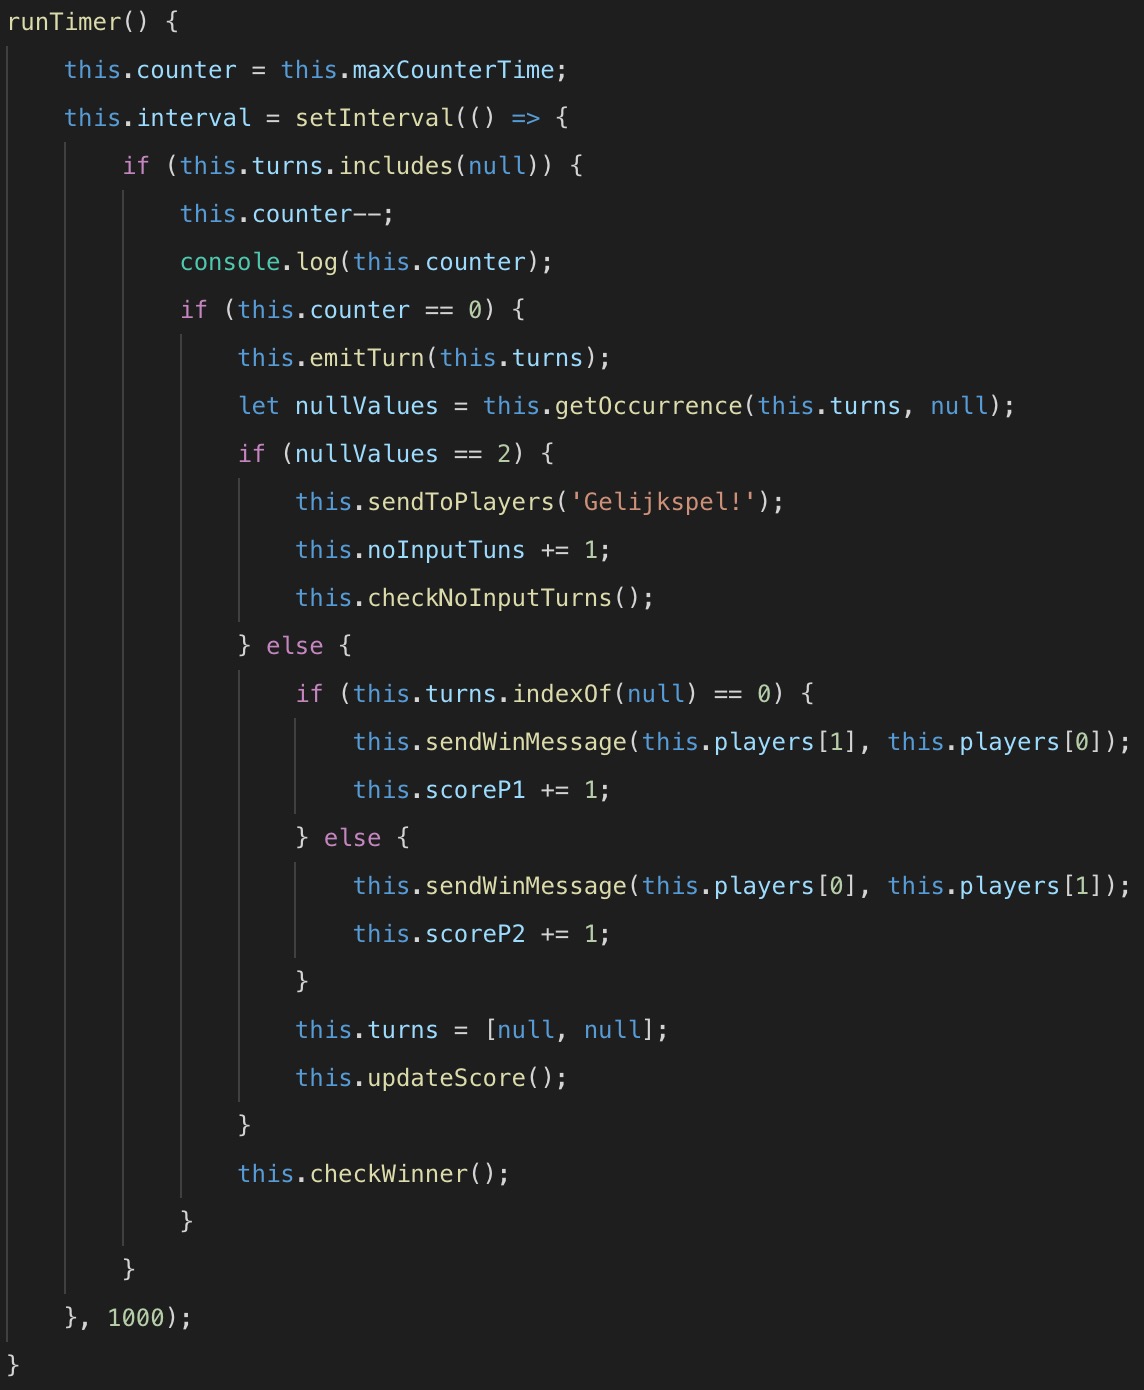 runTimer() {
    this.counter = this.maxCounterTime;
    this.interval = setInterval(() => {
        if (this.turns.includes(null)) {
            this.counter--;
            console.log(this.counter);
            if (this.counter == 0) {
                this.emitTurn(this.turns);
                let nullValues = this.getOccurrence(this.turns, null);
                if (nullValues == 2) {
                    this.sendToPlayers('Gelijkspel!');
                    this.noInputTuns += 1;
                    this.checkNoInputTurns();
                } else {
                    if (this.turns.indexOf(null) == 0) {
                        this.sendWinMessage(this.players[1], this.players[0]);
                        this.scoreP1 += 1;
                    } else {
                        this.sendWinMessage(this.players[0], this.players[1]);
                        this.scoreP2 += 1;
                    }
                    this.turns = [null, null];
                    this.updateScore();
                }
                this.checkWinner();
            }
        }
    }, 1000);
}